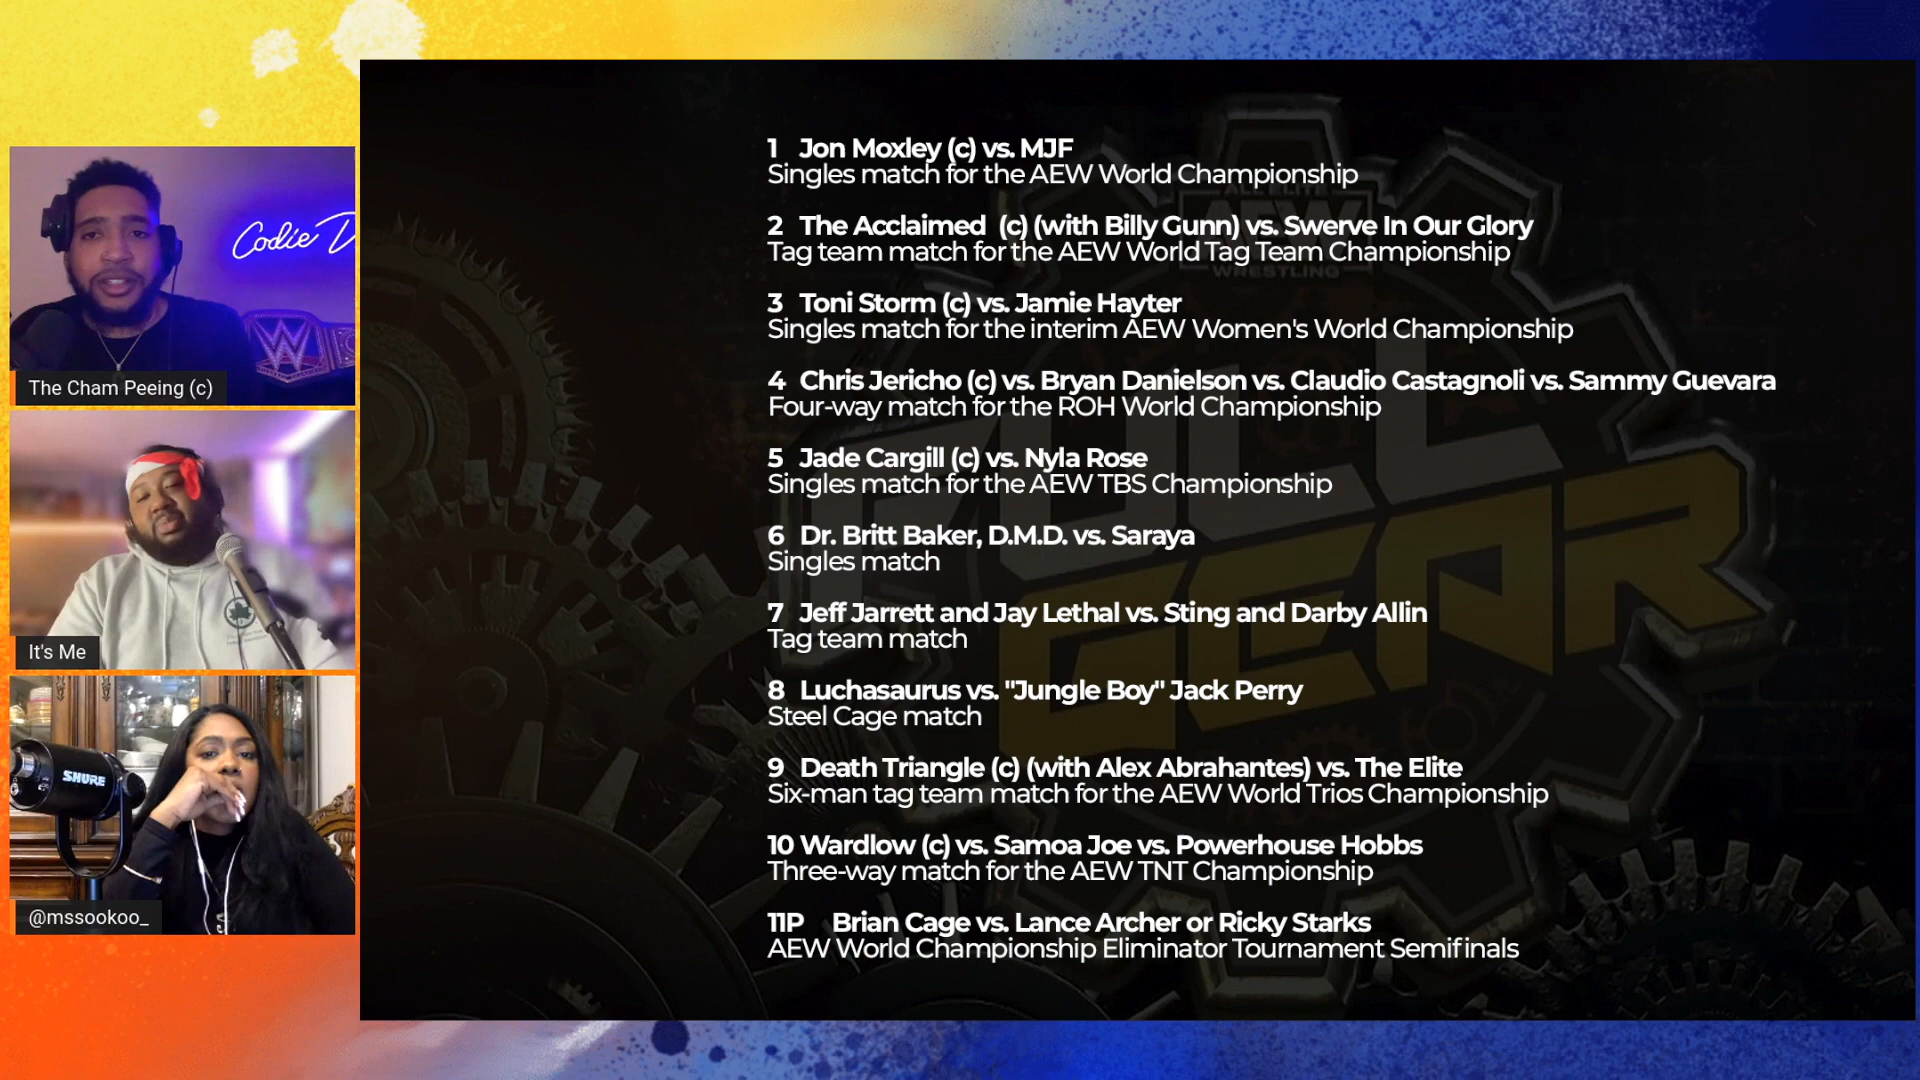 Codie D
The Cham Peeing (c)
It's Me
SHURE
@mssookoo_
1 Jon Moxley (c) vs. MJF
Singles match for the AEW World Championship
2 The Acclaimed (c) (with Billy Gunn) vs. Swerve In Our Glory
Tag team match for the AEW World Tag Team Championship
3 Toni Storm (c) vs. Jamie Hayter
Singles match for the interim AEW Women's World Championship
4 Chris Jericho (c) vs. Bryan Danielson vs. Claudio Castagnoli vs. Sammy Guevara
Four-way match for the ROH World Championship
5 Jade Cargill (c) vs. Nyla Rose
Singles match for the AEW TBS Championship
6 Dr. Britt Baker, D.M.D. vs. Saraya
Singles match
7 Jeff Jarrett and Jay Lethal vs. Sting and Darby Allin
Tag team match
8 Luchasaurus vs. "Jungle Boy" Jack Perry
Steel Cage match
9 Death Triangle (c) (with Alex Abrahantes) vs. The Elite
Six-man tag team match for the AEW World Trios Championship
10 Wardlow (c) vs. Samoa Joe vs. Powerhouse Hobbs
Three-way match for the AEW TNT Championship
11P Brian Cage vs. Lance Archer or Ricky Starks
AEW World Championship Eliminator Tournament Semifinals
ALL ELITE
AEW
WRESTLING
FULL
GEAR